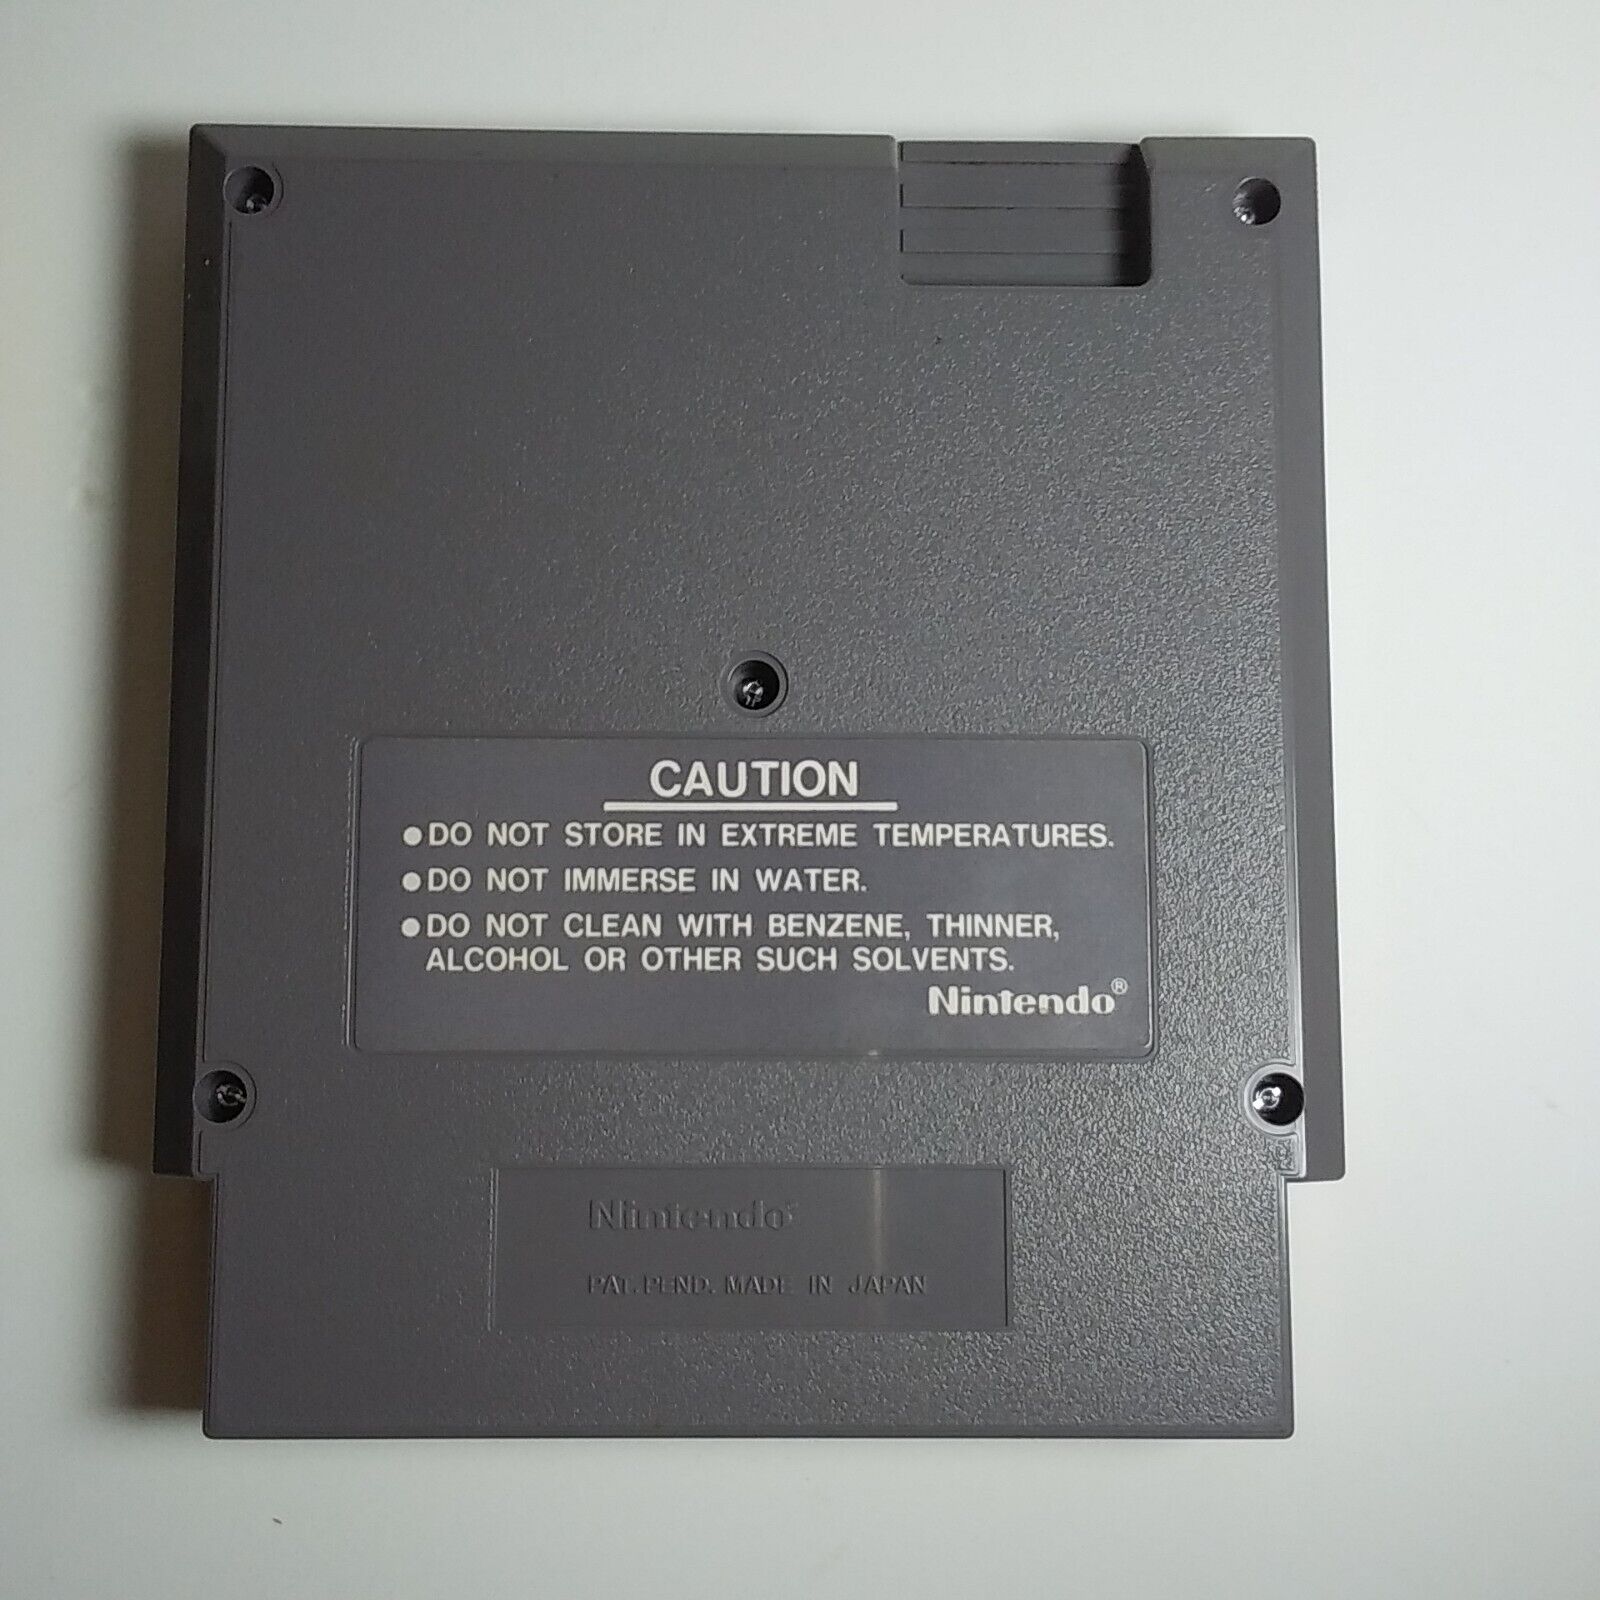 CAUTION
●DO NOT STORE IN EXTREME TEMPERATURES.
●DO NOT IMMERSE IN WATER.
●DO NOT CLEAN WITH BENZENE, THINNER,
ALCOHOL OR OTHER SUCH SOLVENTS.
Nintendo®
Nintendo®
PAT. PEND. MADE IN JAPAN